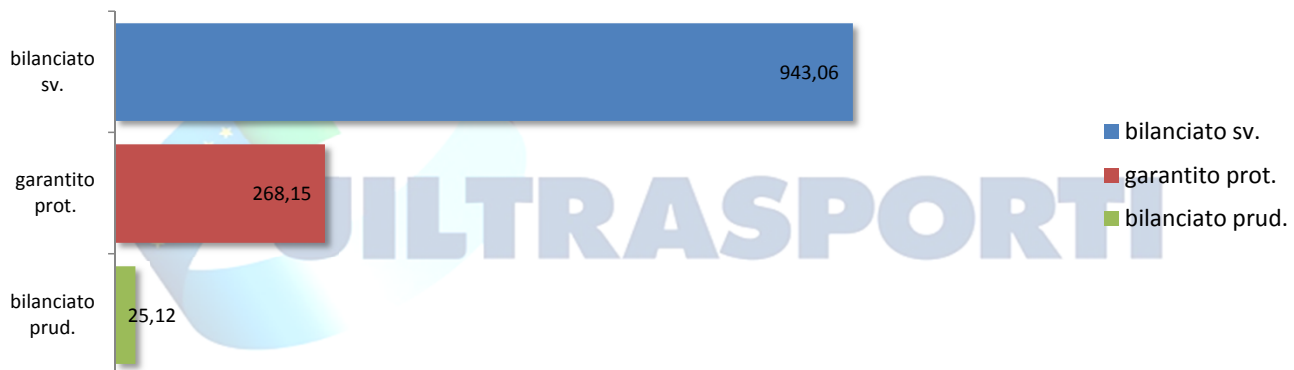 bilanciato
sv.
943,06
garantito
prot.
268,15
bilanciato
prud.
25,12
bilanciato sv.
garantito prot.
bilanciato prud.
UILTRASPORTI